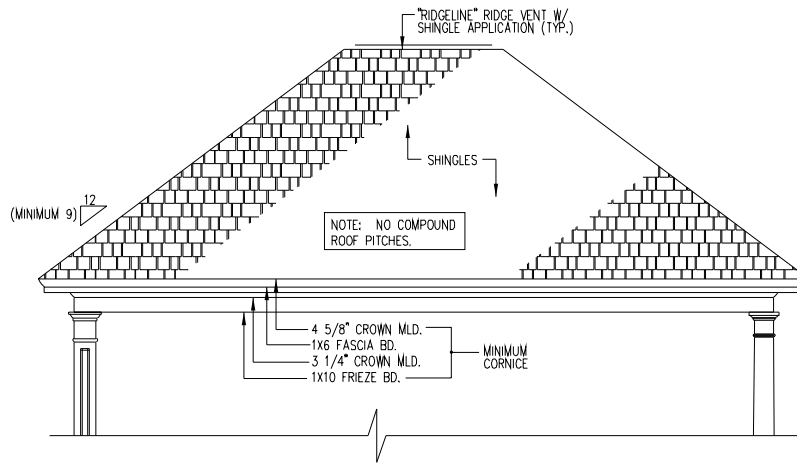 "RIDGELINE" RIDGE VENT W/
SHINGLE APPLICATION (TYP.)
SHINGLES
12
(MINIMUM 9)
NOTE: NO COMPOUND
ROOF PITCHES.
4 5/8" CROWN MLD.
1X6 FASCIA BD.
3 1/4" CROWN MLD.
1X10 FRIEZE BD.
MINIMUM
CORNICE